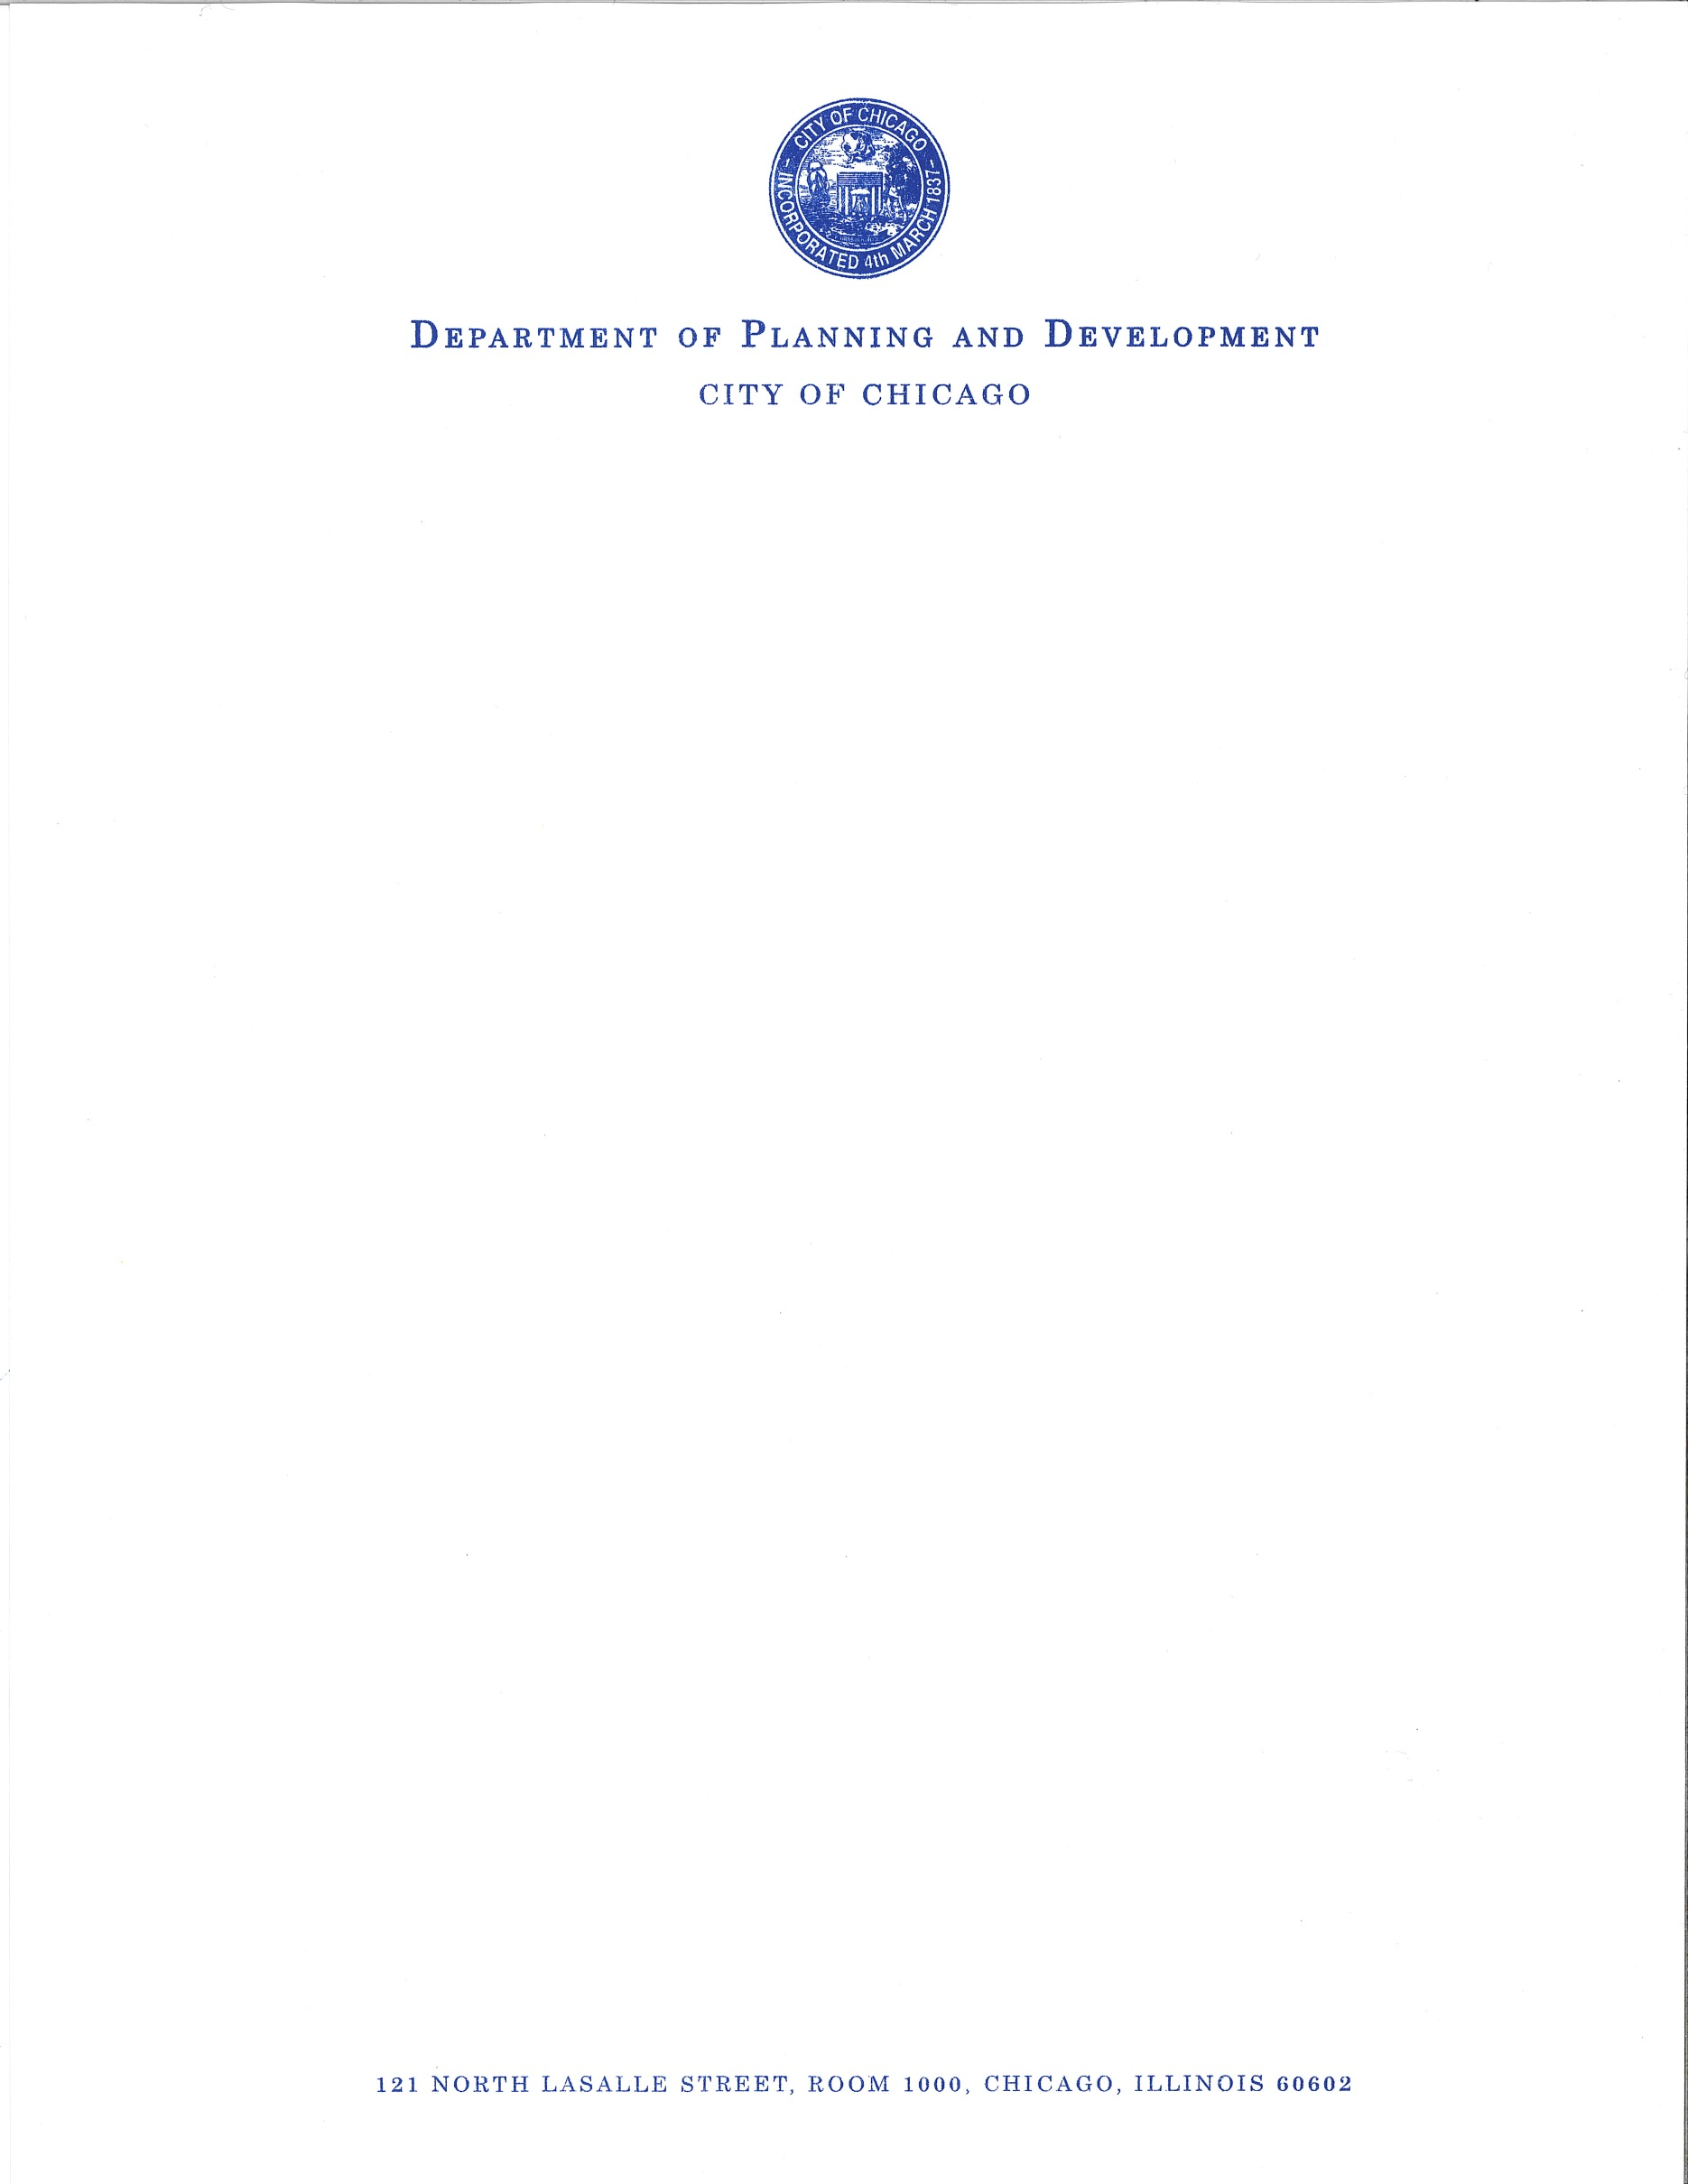 CITY OF CHICAGO
INCORPORATED 4th MARCH 1837
DEPARTMENT OF PLANNING AND DEVELOPMENT
CITY OF CHICAGO
121 NORTH LASALLE STREET, ROOM 1000, CHICAGO, ILLINOIS 60602